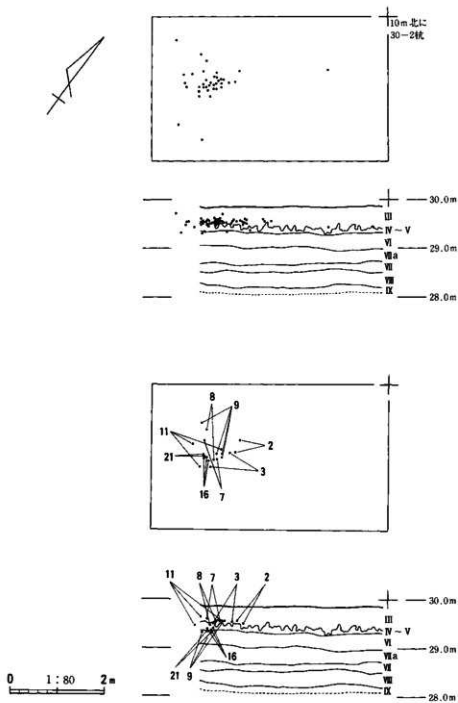 10m北に
30-2杭
30.0m
III
IV～V
VI
29.0m
VIIa
VII
VIII
IX
28.0m
8
9
11
2
21
3
16
7
11
8
7
3
2
30.0m
III
IV～V
VI
29.0m
VIIa
VII
VIII
IX
28.0m
16
21
9
0 1:80 2m